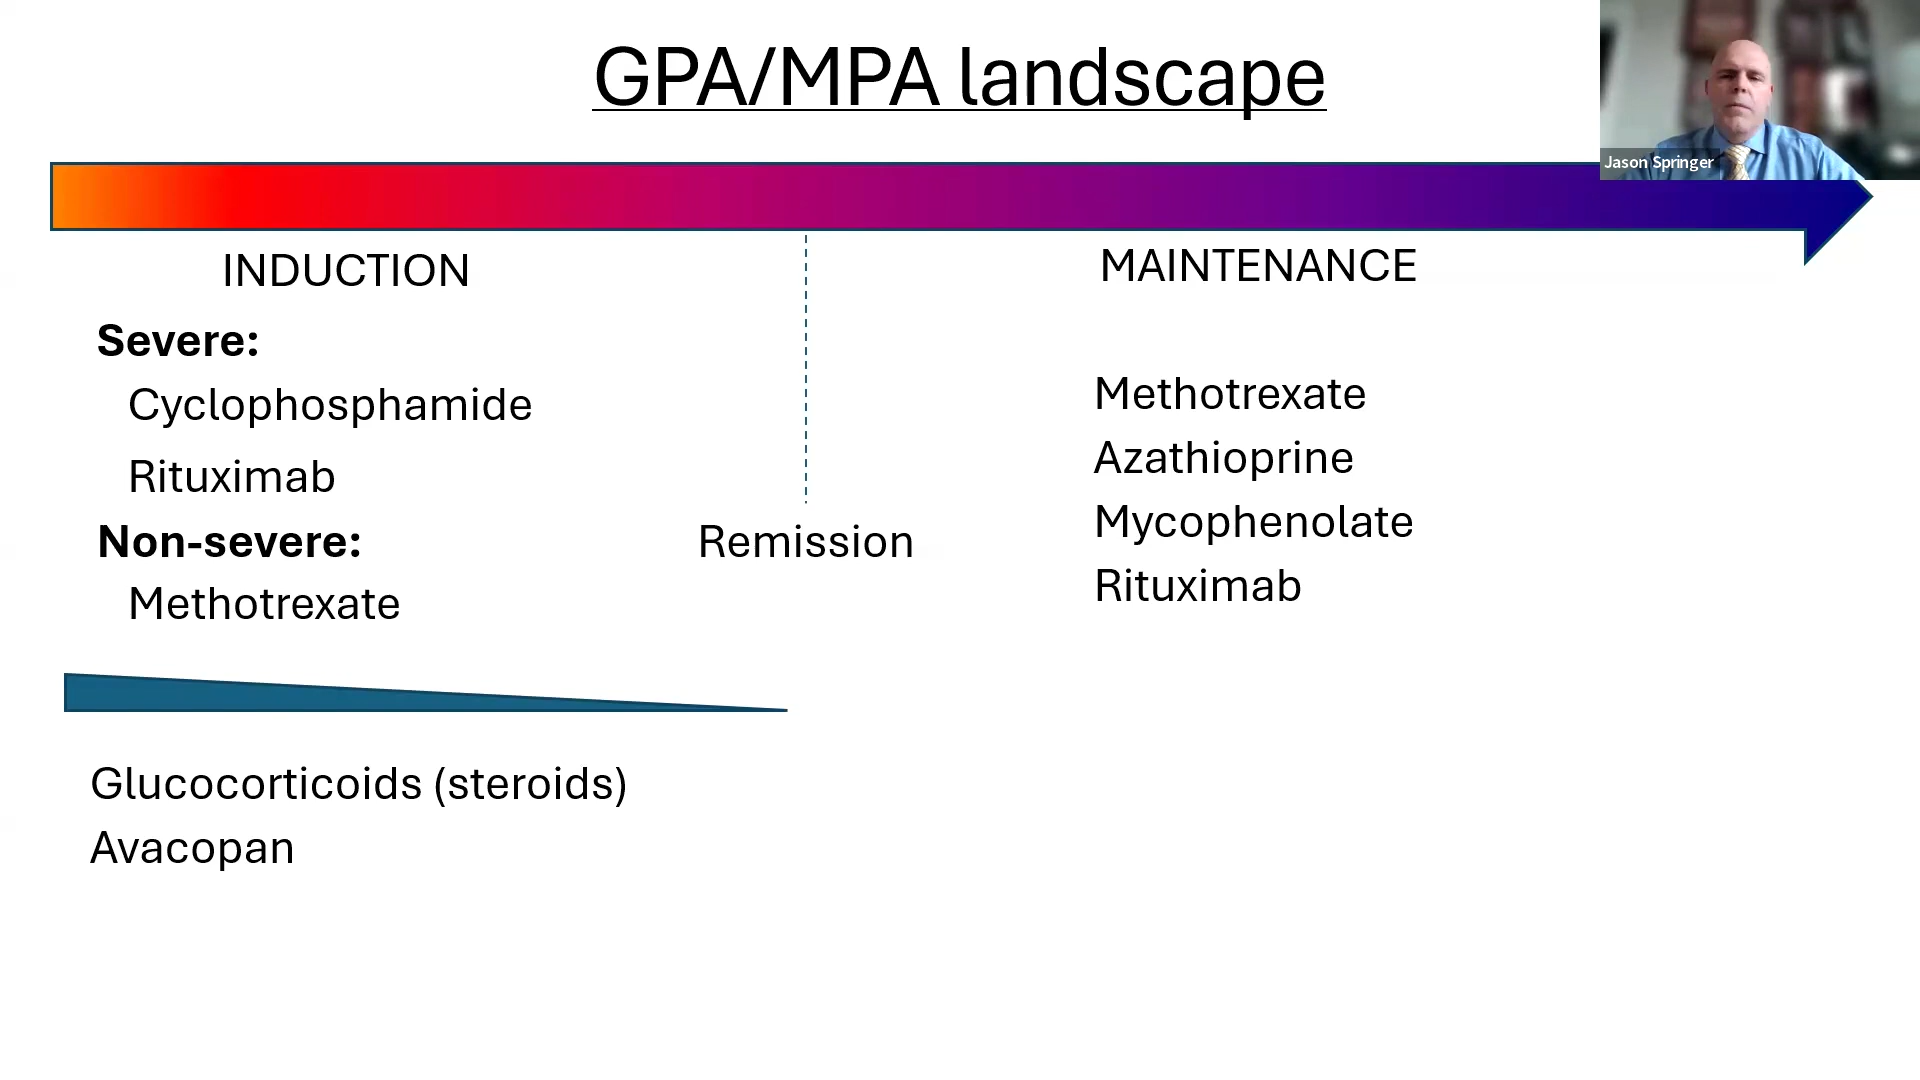 GPA/MPA landscape
Jason Springer
INDUCTION
Severe:
Cyclophosphamide
Rituximab
Non-severe:
Methotrexate
Remission
MAINTENANCE
Methotrexate
Azathioprine
Mycophenolate
Rituximab
Glucocorticoids (steroids)
Avacopan